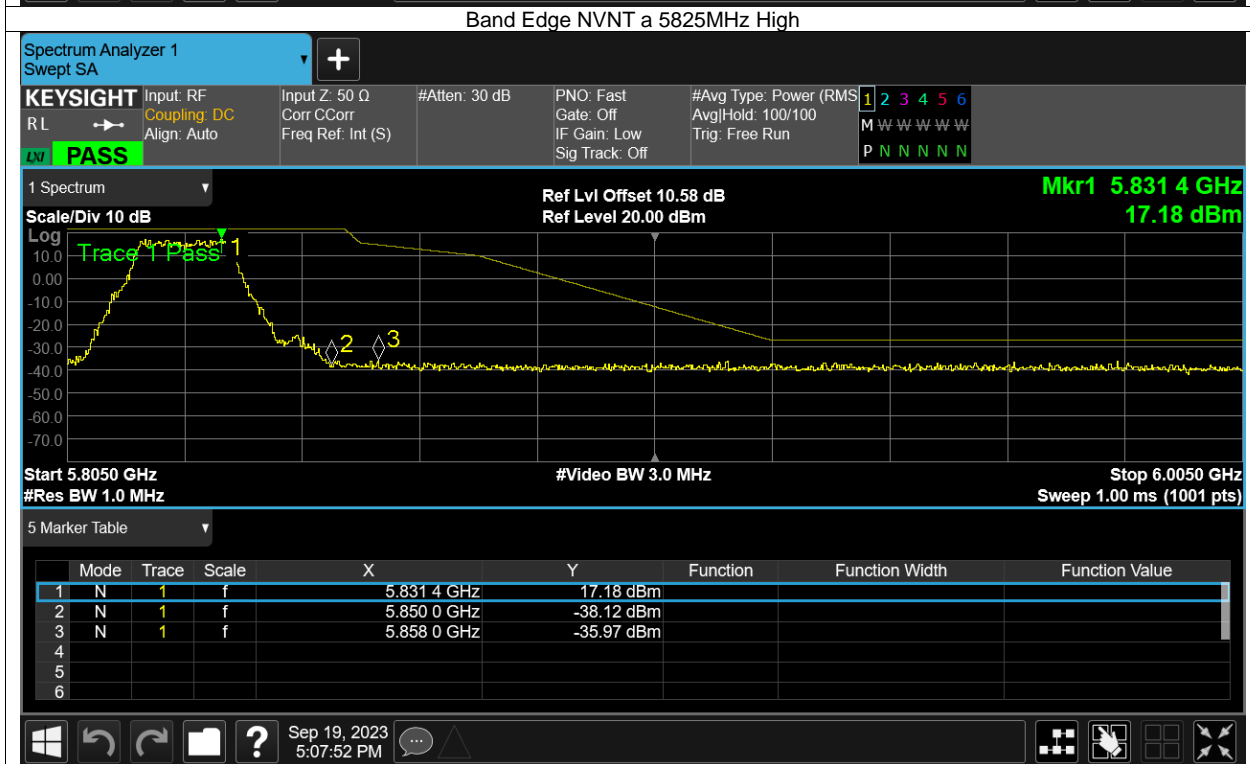 Band Edge NVNT a 5825MHz High
Spectrum Analyzer 1
Swept SA
KEYSIGHT Input: RF Input Z: 50 Ω #Atten: 30 dB PNO: Fast #Avg Type: Power (RMS 1 2 3 4 5 6
RL Coupling: DC Corr CCorr Gate: Off Avg|Hold: 100/100 M W W W W W
Align: Auto Freq Ref: Int (S) IF Gain: Low Trig: Free Run
LXI PASS Sig Track: Off P N N N N N N
1 Spectrum Ref Lvl Offset 10.58 dB Mkr1 5.831 4 GHz
Scale/Div 10 dB Ref Level 20.00 dBm 17.18 dBm
Log
Trace 1 Pass 1
10.0
0.00
-10.0
-20.0
-30.0 2 3
-40.0
-50.0
-60.0
-70.0
Start 5.8050 GHz #Video BW 3.0 MHz Stop 6.0050 GHz
#Res BW 1.0 MHz Sweep 1.00 ms (1001 pts)
5 Marker Table
Mode Trace Scale X Y Function Function Width Function Value
1 N 1 f 5.831 4 GHz 17.18 dBm
2 N 1 f 5.850 0 GHz -38.12 dBm
3 N 1 f 5.858 0 GHz -35.97 dBm
4
5
6
? Sep 19, 2023
5:07:52 PM